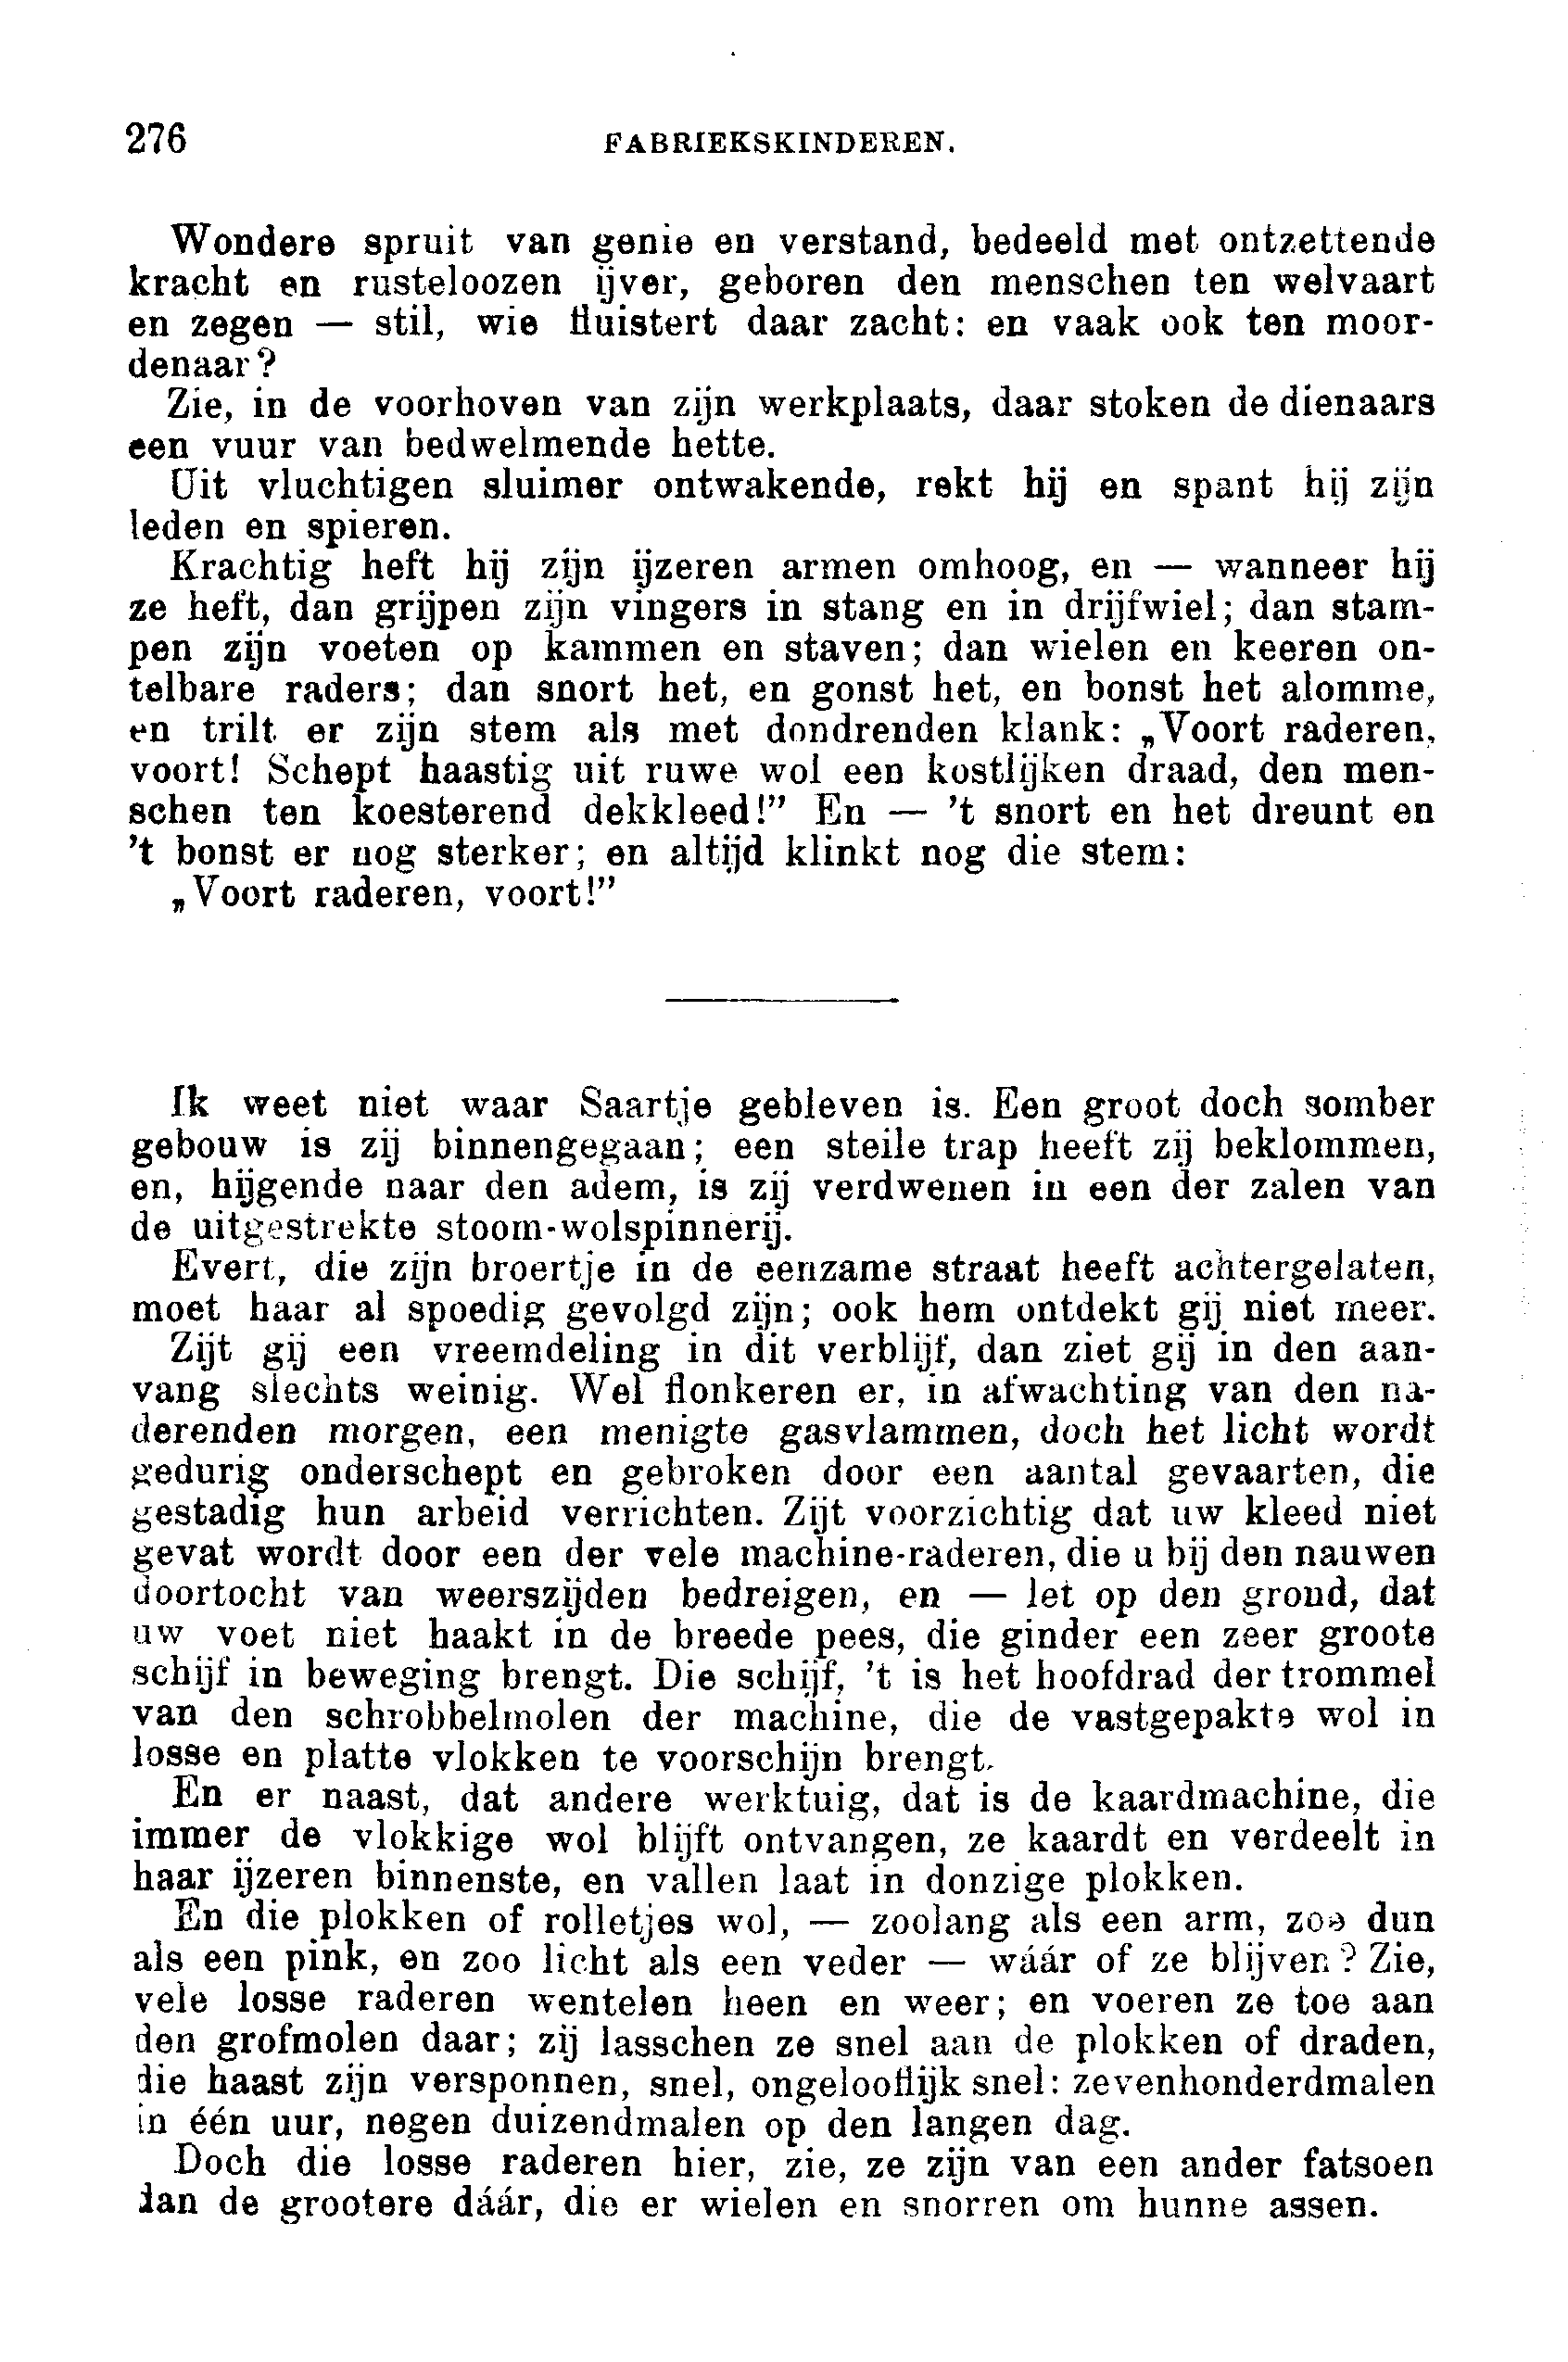 276
FABRIEKSKINDEREN.
Wondere spruit van genie en verstand, bedeeld met ontzettende
kracht en rusteloozen ijver, geboren den menschen ten welvaart
en zegen — stil, wie fluistert daar zacht: en vaak ook ten moor-
denaar?
Zie, in de voorhoven van zijn werkplaats, daar stoken de dienaars
een vuur van bedwelmende hette.
Uit vluchtigen sluimer ontwakende, rekt hij en spant hij zijn
leden en spieren.
Krachtig heft hij zijn ijzeren armen omhoog, en — wanneer hij
ze heft, dan grijpen zijn vingers in stang en in drijfwiel; dan stam-
pen zijn voeten op kammen en staven; dan wielen en keeren on-
telbare raders; dan snort het, en gonst het, en bonst het alomme,
en trilt er zijn stem als met dondrenden klank: „Voort raderen,
voort! Schept haastig uit ruwe wol een kostlijken draad, den men-
schen ten koesterend dekkleed!” En — ’t snort en het dreunt en
’t bonst er nog sterker; en altijd klinkt nog die stem:
„Voort raderen, voort!”
Ik weet niet waar Saartje gebleven is. Een groot doch somber
gebouw is zij binnengegaan; een steile trap heeft zij beklommen,
en, hijgende naar den adem, is zij verdwenen in een der zalen van
de uitgestrekte stoom-wolspinnerij.
Evert, die zijn broertje in de eenzame straat heeft achtergelaten,
moet haar al spoedig gevolgd zijn; ook hem ontdekt gij niet meer.
Zijt gij een vreemdeling in dit verblijf, dan ziet gij in den aan-
vang slechts weinig. Wel flonkeren er, in afwachting van den na-
derenden morgen, een menigte gasvlammen, doch het licht wordt
gedurig onderschept en gebroken door een aantal gevaarten, die
gestadig hun arbeid verrichten. Zijt voorzichtig dat uw kleed niet
gevat wordt door een der vele machine-raderen, die u bij den nauwen
doortocht van weerszijden bedreigen, en — let op den grond, dat
uw voet niet haakt in de breede pees, die ginder een zeer groote
schijf in beweging brengt. Die schijf, ’t is het hoofdrad der trommel
van den schrobbelmolen der machine, die de vastgepakte wol in
losse en platte vlokken te voorschijn brengt.
En er naast, dat andere werktuig, dat is de kaardmachine, die
immer de vlokkige wol blijft ontvangen, ze kaardt en verdeelt in
haar ijzeren binnenste, en vallen laat in donzige plokken.
En die plokken of rolletjes wol, — zoolang als een arm, zoo dun
als een pink, en zoo licht als een veder — wáár of ze blijven? Zie,
vele losse raderen wentelen heen en weer; en voeren ze toe aan
den grofmolen daar; zij lasschen ze snel aan de plokken of draden,
die haast zijn versponnen, snel, ongelooflijk snel: zevenhonderdmalen
in één uur, negen duizendmalen op den langen dag.
Doch die losse raderen hier, zie, ze zijn van een ander fatsoen
dan de grootere dáár, die er wielen en snorren om hunne assen.